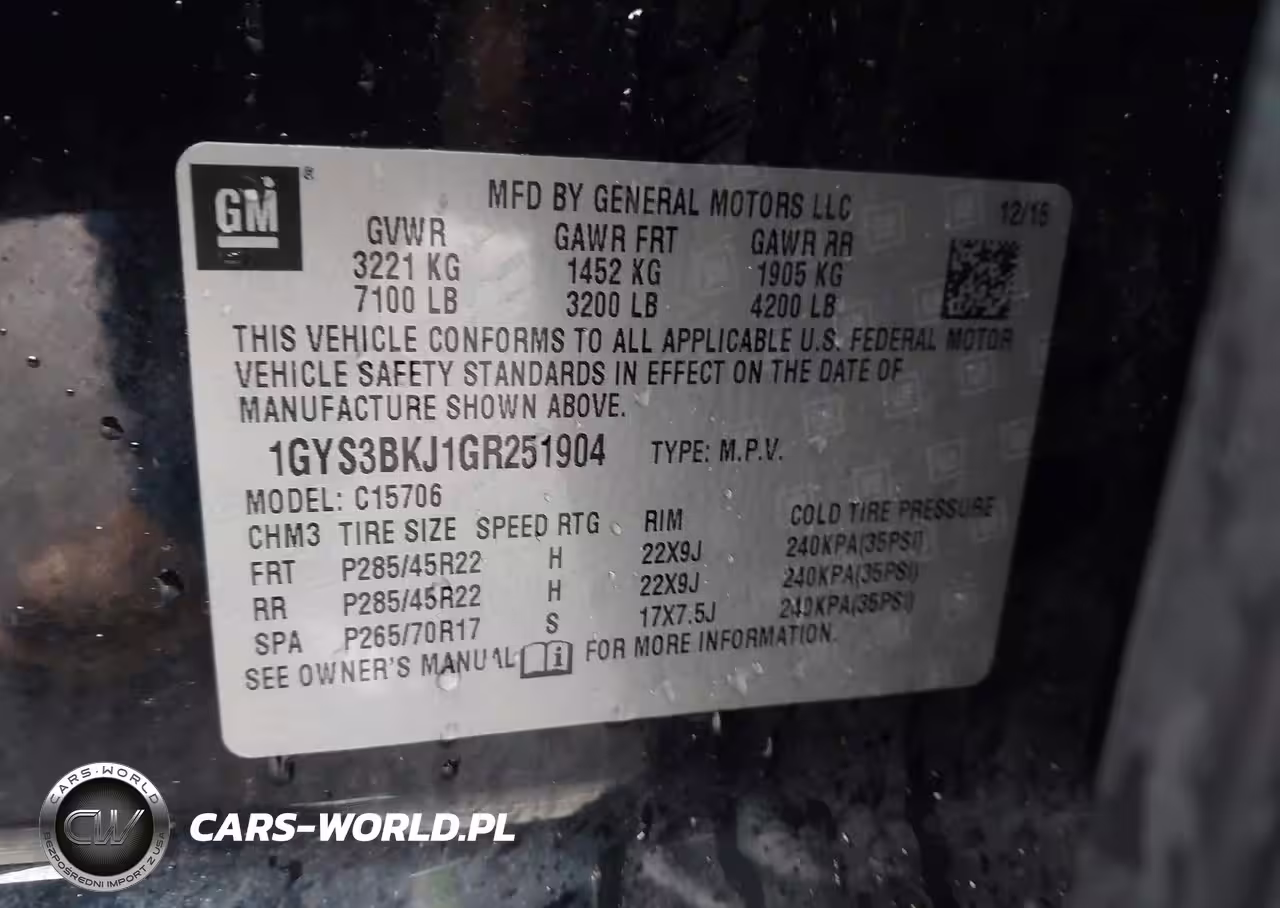 GM ®
MFD BY GENERAL MOTORS LLC 12/15
GVWR GAWR FRT GAWR RR
3221 KG 1452 KG 1905 KG
7100 LB 3200 LB 4200 LB
THIS VEHICLE CONFORMS TO ALL APPLICABLE U.S. FEDERAL MOTOR
VEHICLE SAFETY STANDARDS IN EFFECT ON THE DATE OF
MANUFACTURE SHOWN ABOVE.
1GYS3BKJ1GR251904 TYPE: M.P.V.
MODEL: C15706
CHM3 TIRE SIZE SPEED RTG RIM COLD TIRE PRESSURE
FRT P285/45R22 H 22X9J 240KPA(35PSI)
RR P285/45R22 H 22X9J 240KPA(35PSI)
SPA P265/70R17 S 17X7.5J 240KPA(35PSI)
SEE OWNER'S MANUAL FOR MORE INFORMATION.
CARS-WORLD
CW
BEZPOŚREDNI IMPORT Z USA
CARS-WORLD.PL